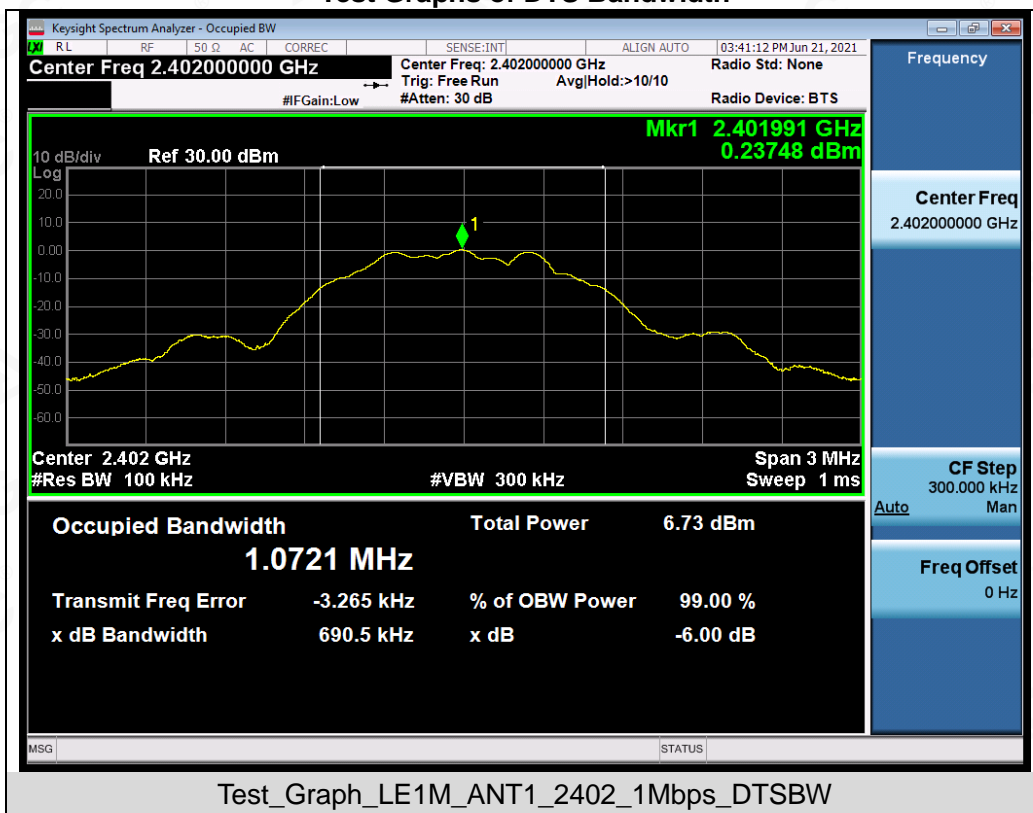 Test Graphs of DTS Bandwidth
Keysight Spectrum Analyzer - Occupied BW
LXI RL RF 50 Ω AC CORREC SENSE:INT ALIGN AUTO 03:41:12 PM Jun 21, 2021
Center Freq 2.402000000 GHz
Center Freq: 2.402000000 GHz
Radio Std: None
Trig: Free Run Avg|Hold:>10/10
#IFGain:Low #Atten: 30 dB
Radio Device: BTS
Frequency
Mkr1 2.401991 GHz
0.23748 dBm
10 dB/div Ref 30.00 dBm
Log
20.0
10.0
0.00
-10.0
-20.0
-30.0
-40.0
-50.0
-60.0
1
Center 2.402 GHz Span 3 MHz
#Res BW 100 kHz #VBW 300 kHz Sweep 1 ms
Center Freq
2.402000000 GHz
CF Step
300.000 kHz
Auto Man
Freq Offset
0 Hz
Occupied Bandwidth Total Power 6.73 dBm
1.0721 MHz
Transmit Freq Error -3.265 kHz % of OBW Power 99.00 %
x dB Bandwidth 690.5 kHz x dB -6.00 dB
MSG STATUS
Test_Graph_LE1M_ANT1_2402_1Mbps_DTSBW